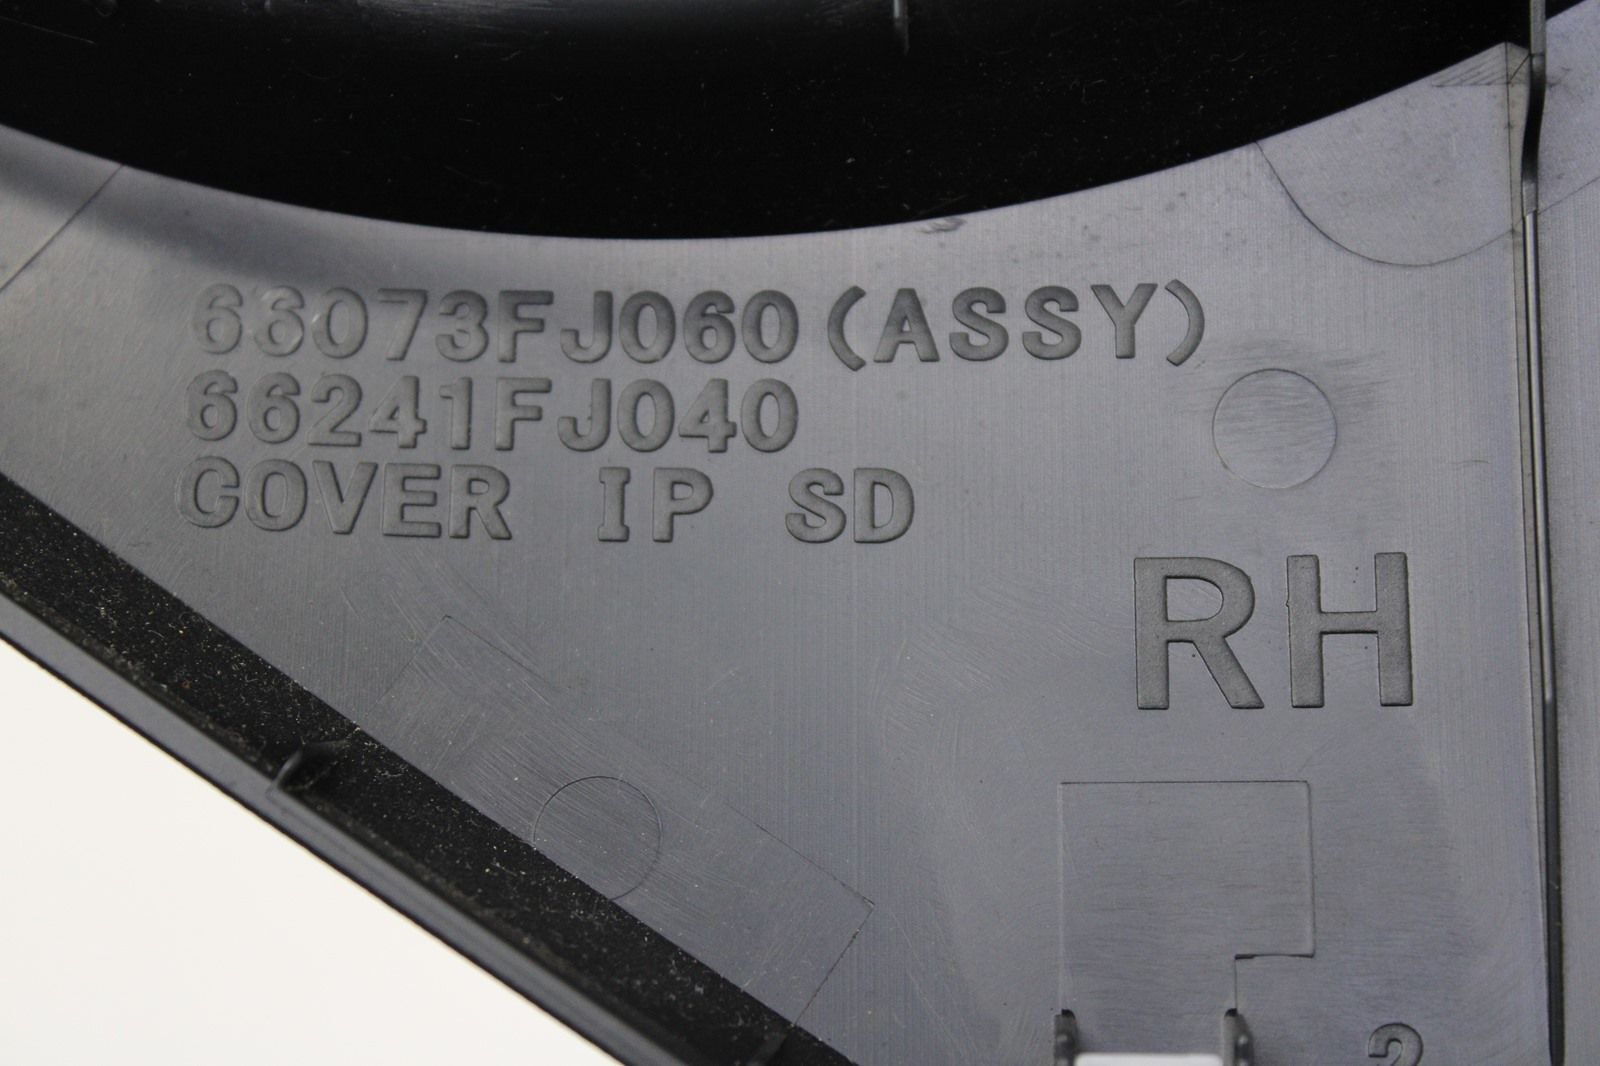 66073FJ060(ASSY)
66241FJ040
COVER IP SD
RH
2